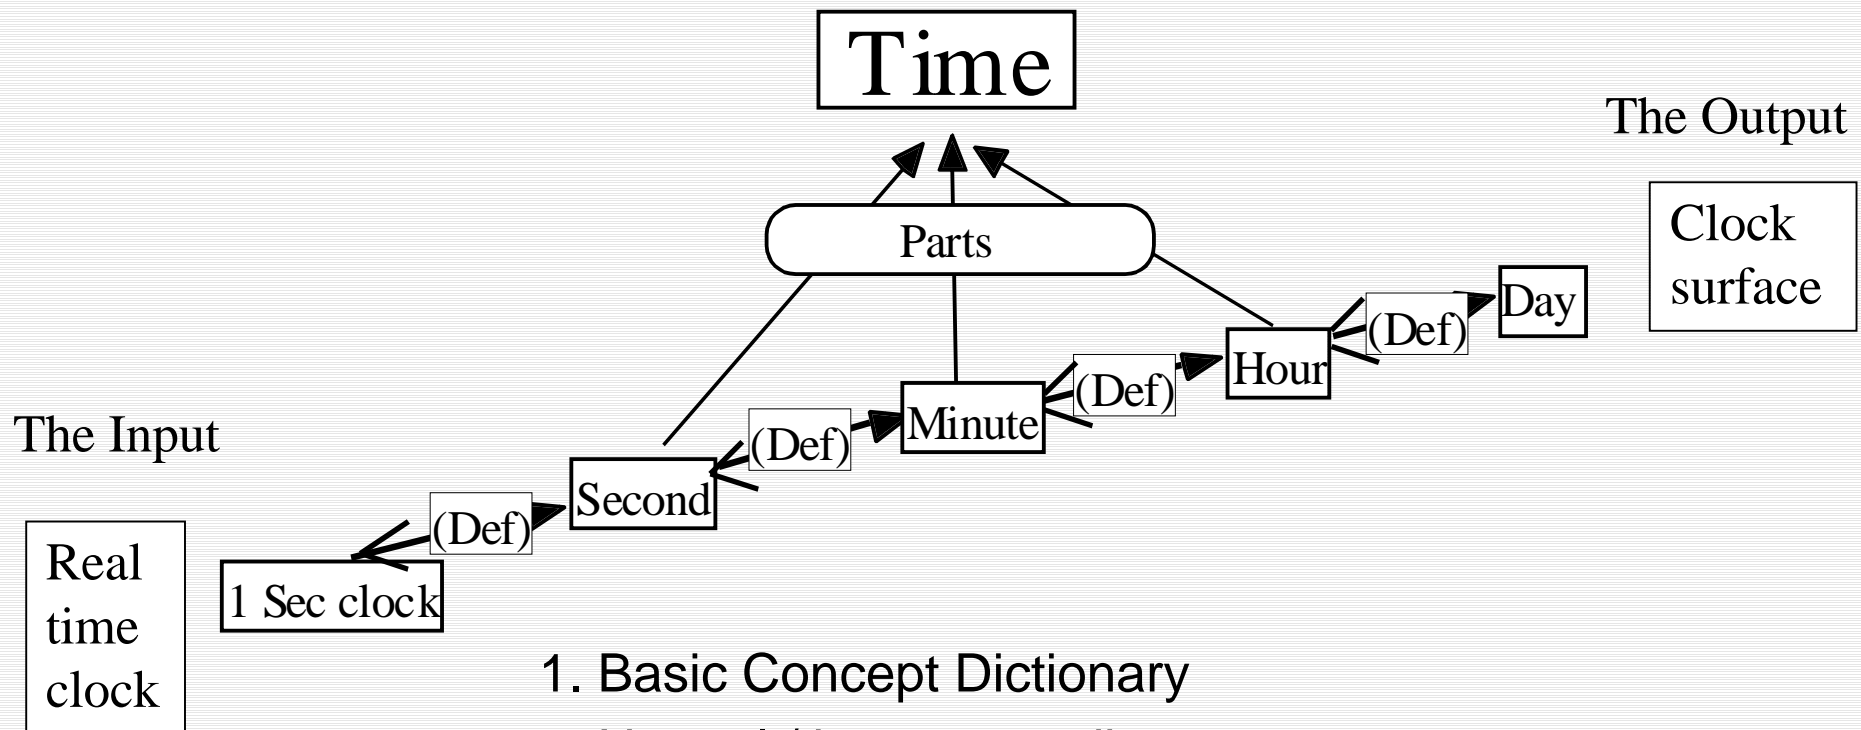 Time
The Output
Clock
surface
Parts
Day
(Def)
Hour
(Def)
Minute
(Def)
The Input
Second
(Def)
Real
time
clock
1 Sec clock
1. Basic Concept Dictionary